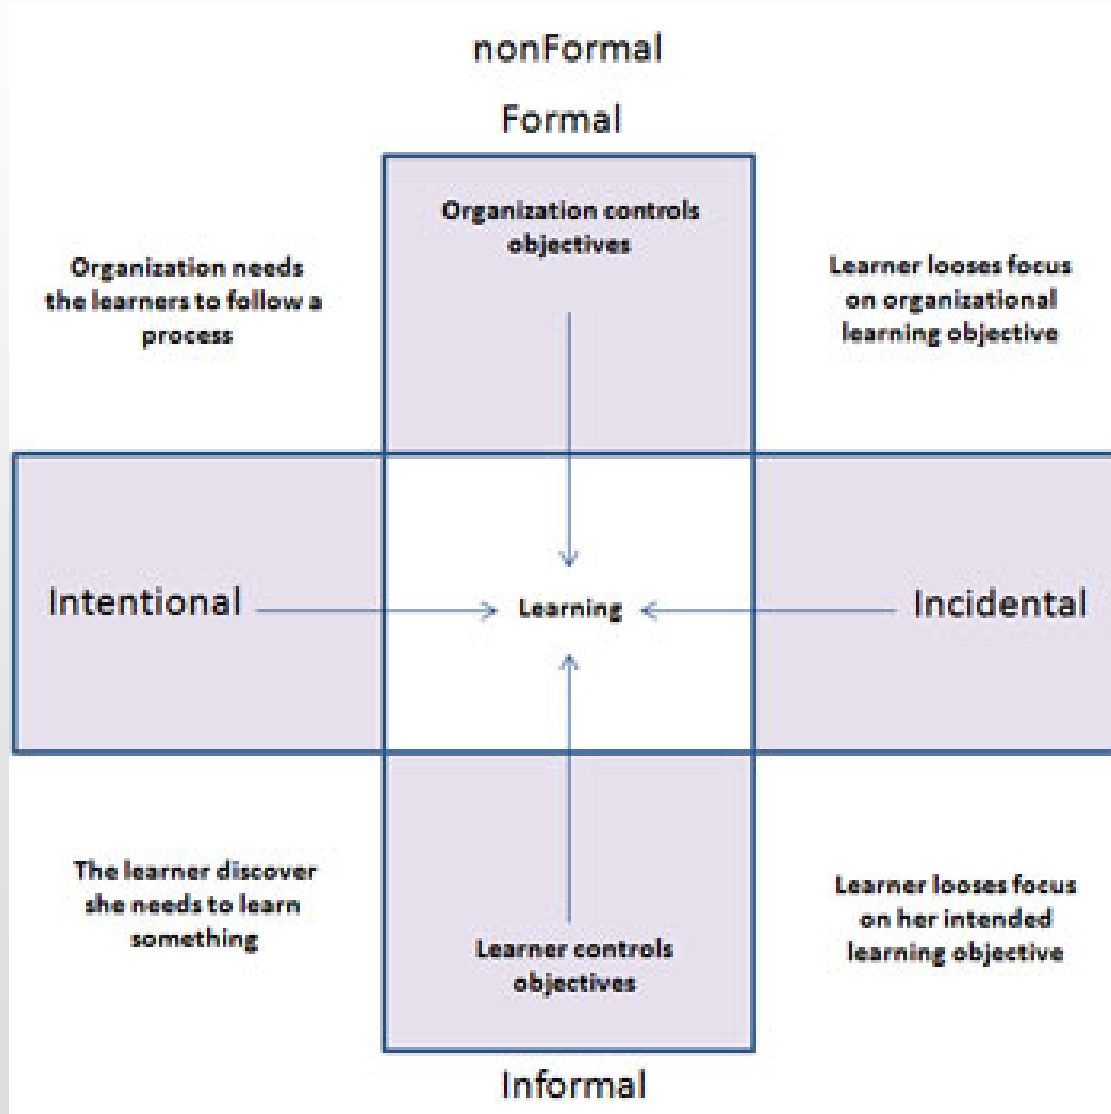 nonFormal
Formal
Organization controls
objectives
Organization needs
the learners to follow a
process
Learner looses focus
on organizational
learning objective
Intentional
Learning
Incidental
The learner discover
she needs to learn
something
Learner controls
objectives
Learner looses focus
on her intended
learning objective
Informal